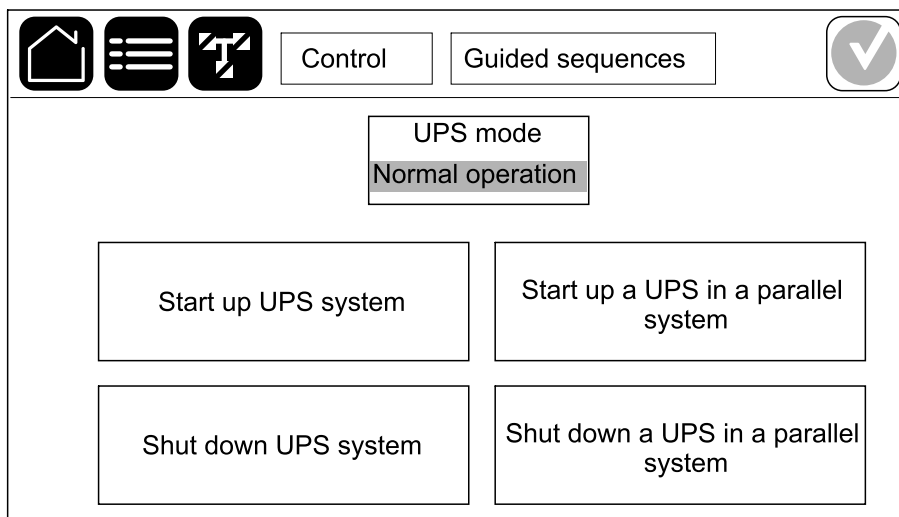 Control
Guided sequences
UPS mode
Normal operation
Start up UPS system
Start up a UPS in a parallel
system
Shut down UPS system
Shut down a UPS in a parallel
system